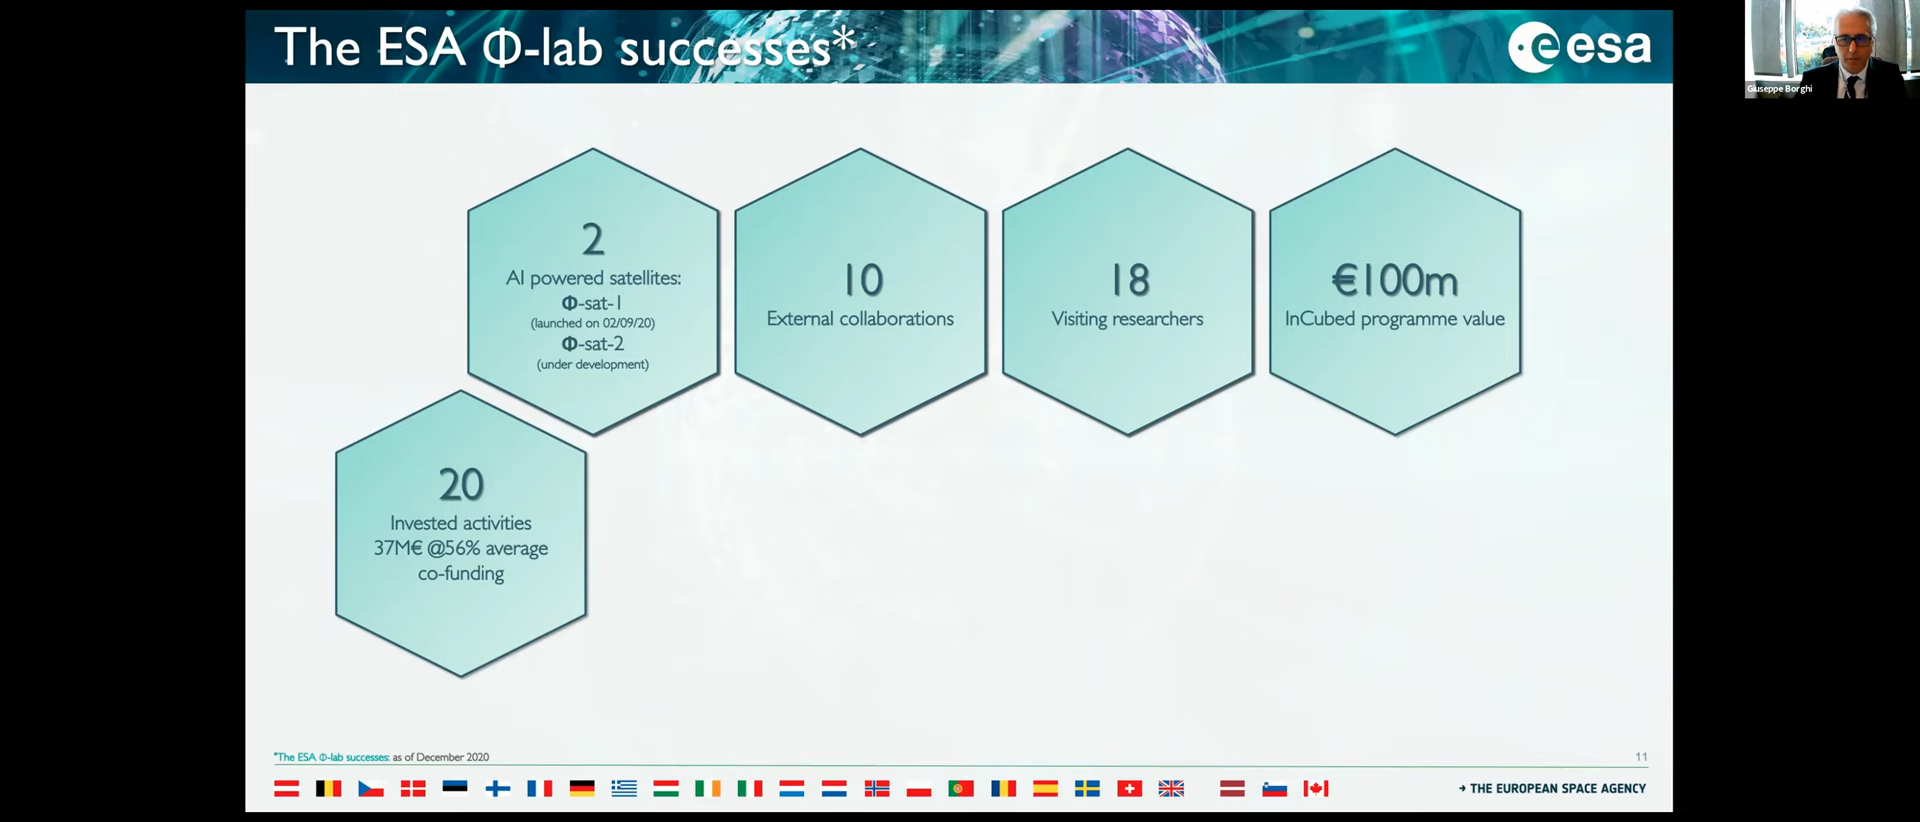 The ESA Φ-lab successes*
esa
Giuseppe Borghi
2
AI powered satellites:
Φ-sat-1
(launched on 02/09/20)
Φ-sat-2
(under development)
10
External collaborations
18
Visiting researchers
€100m
InCubed programme value
20
Invested activities
37M€ @56% average
co-funding
*The ESA Φ-lab successes: as of December 2020
11
→ THE EUROPEAN SPACE AGENCY